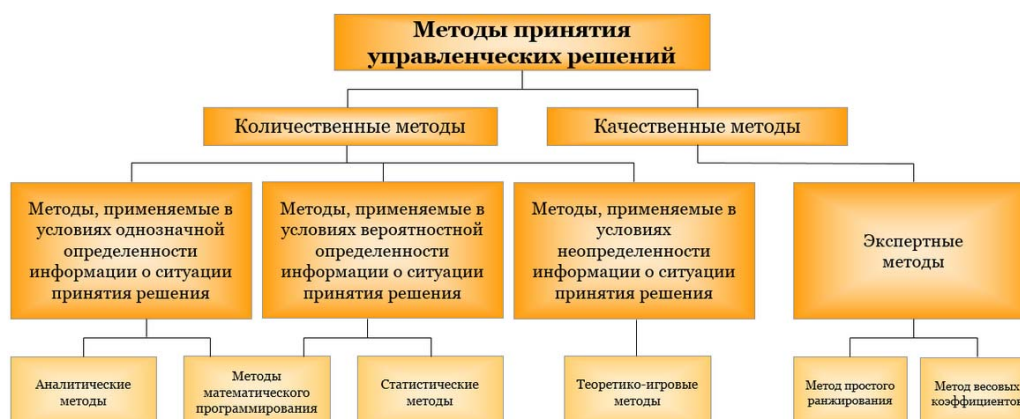 Методы принятия
управленческих решений
Количественные методы
Качественные методы
Методы, применяемые в
условиях однозначной
определенности
информации о ситуации
принятия решения
Методы, применяемые в
условиях вероятностной
определенности
информации о ситуации
принятия решения
Методы, применяемые в
условиях
неопределенности
информации о ситуации
принятия решения
Экспертные
методы
Аналитические
методы
Методы
математического
программирования
Статистические
методы
Теоретико-игровые
методы
Метод простого
ранжирования
Метод весовых
коэффициентов